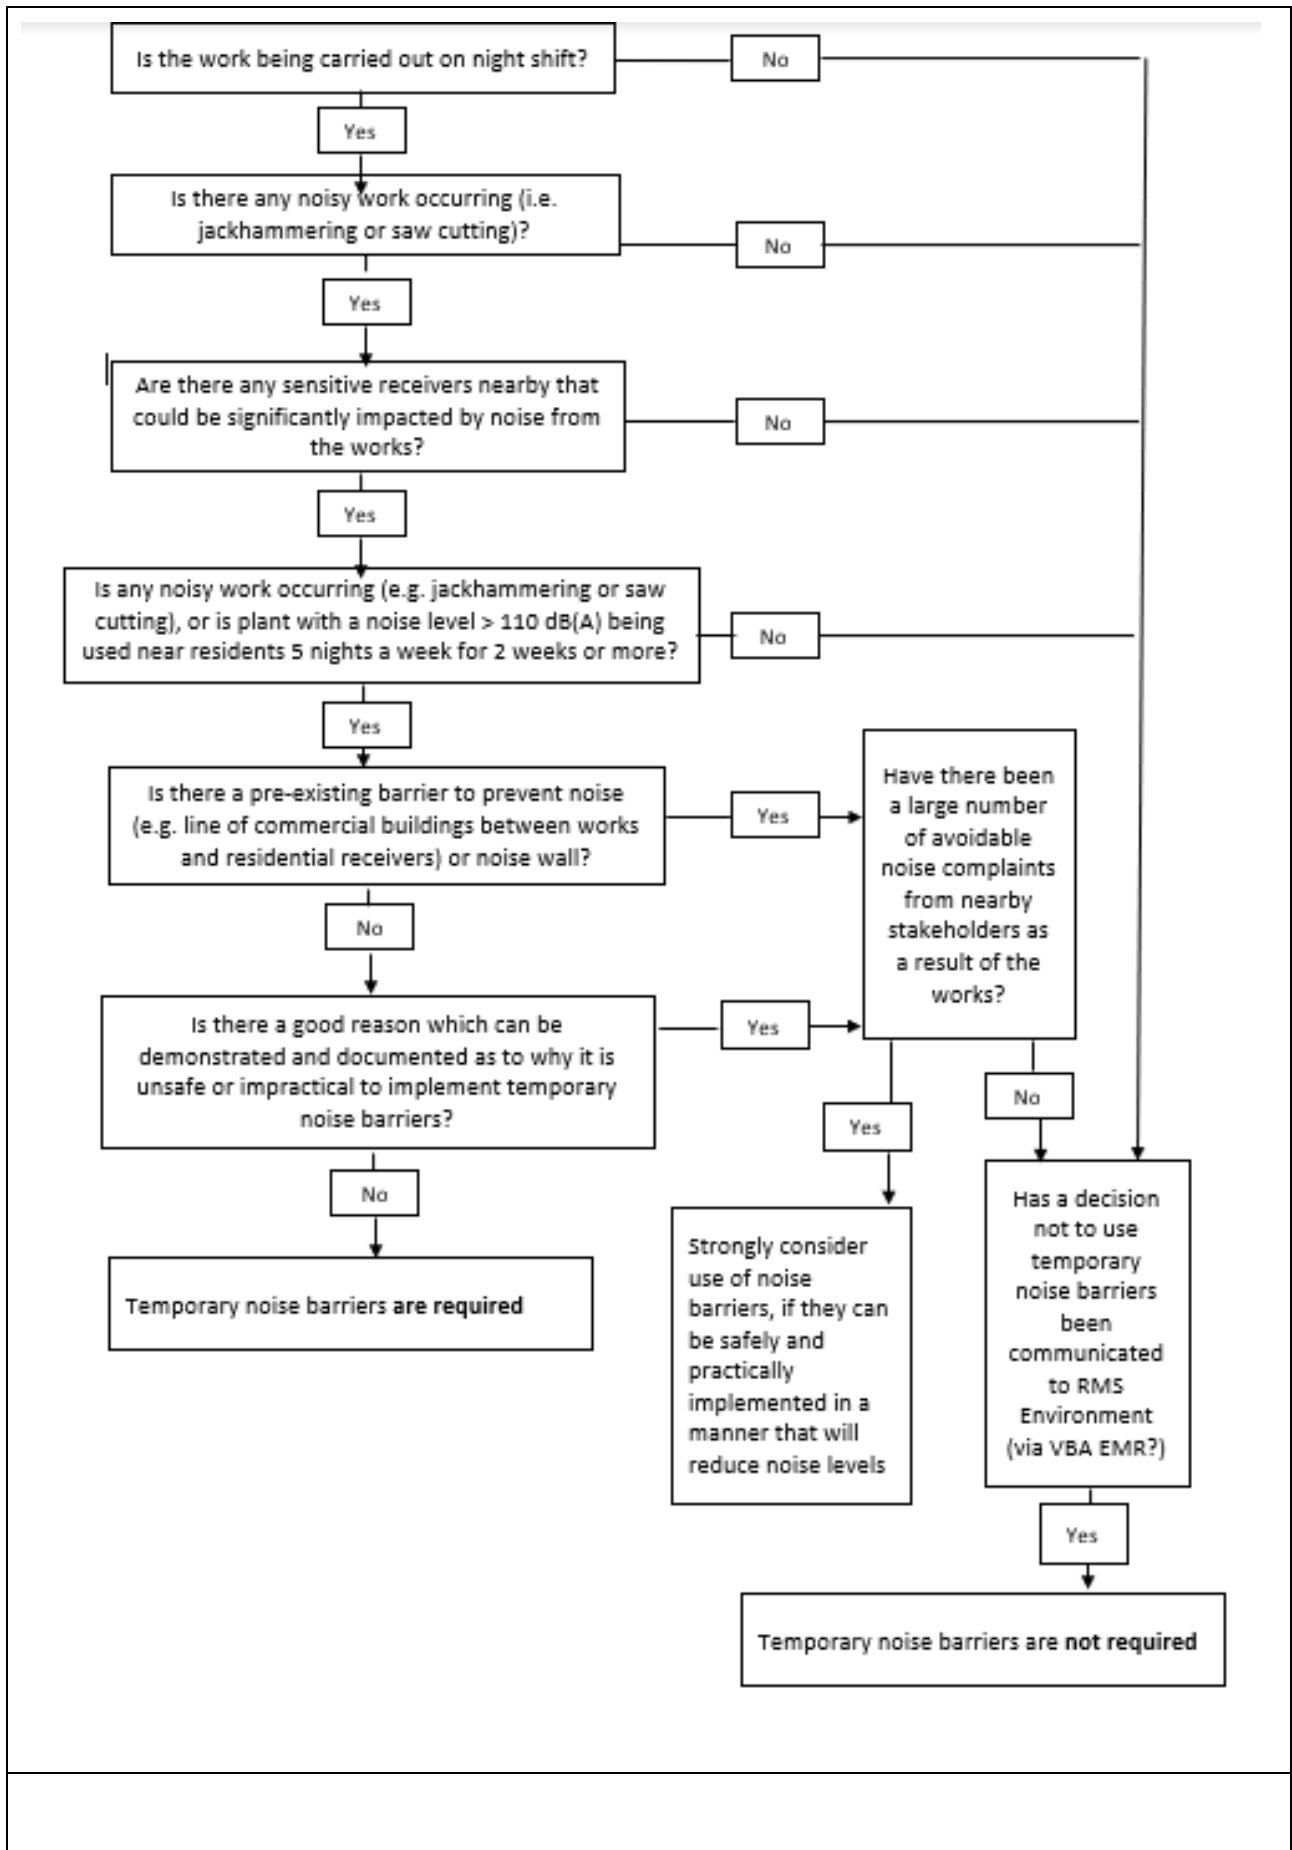 Is the work being carried out on night shift?
No
Yes
Is there any noisy work occurring (i.e.
jackhammering or saw cutting)?
No
Yes
Are there any sensitive receivers nearby that
could be significantly impacted by noise from
the works?
No
Yes
Is any noisy work occurring (e.g. jackhammering or saw
cutting), or is plant with a noise level > 110 dB(A) being
used near residents 5 nights a week for 2 weeks or more?
No
Yes
Is there a pre-existing barrier to prevent noise
(e.g. line of commercial buildings between works
and residential receivers) or noise wall?
Yes
Have there been
a large number
of avoidable
noise complaints
from nearby
stakeholders as
a result of the
works?
No
Is there a good reason which can be
demonstrated and documented as to why it is
unsafe or impractical to implement temporary
noise barriers?
Yes
No
Yes
No
Temporary noise barriers are required
Strongly consider
use of noise
barriers, if they can
be safely and
practically
implemented in a
manner that will
reduce noise levels
Has a decision
not to use
temporary
noise barriers
been
communicated
to RMS
Environment
(via VBA EMR?)
Yes
Temporary noise barriers are not required